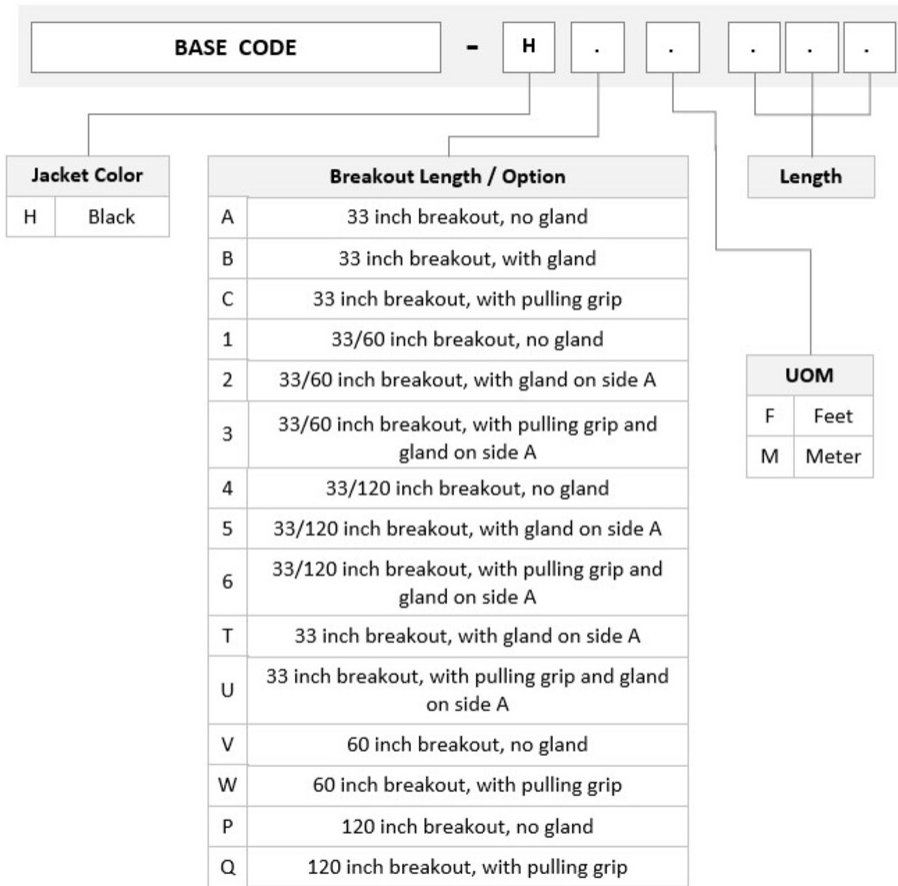 BASE CODE - H . . . . .
Jacket Color
H Black
Breakout Length / Option
A 33 inch breakout, no gland
B 33 inch breakout, with gland
C 33 inch breakout, with pulling grip
1 33/60 inch breakout, no gland
2 33/60 inch breakout, with gland on side A
3 33/60 inch breakout, with pulling grip and
gland on side A
4 33/120 inch breakout, no gland
5 33/120 inch breakout, with gland on side A
6 33/120 inch breakout, with pulling grip and
gland on side A
T 33 inch breakout, with gland on side A
U 33 inch breakout, with pulling grip and gland
on side A
V 60 inch breakout, no gland
W 60 inch breakout, with pulling grip
P 120 inch breakout, no gland
Q 120 inch breakout, with pulling grip
Length
UOM
F Feet
M Meter